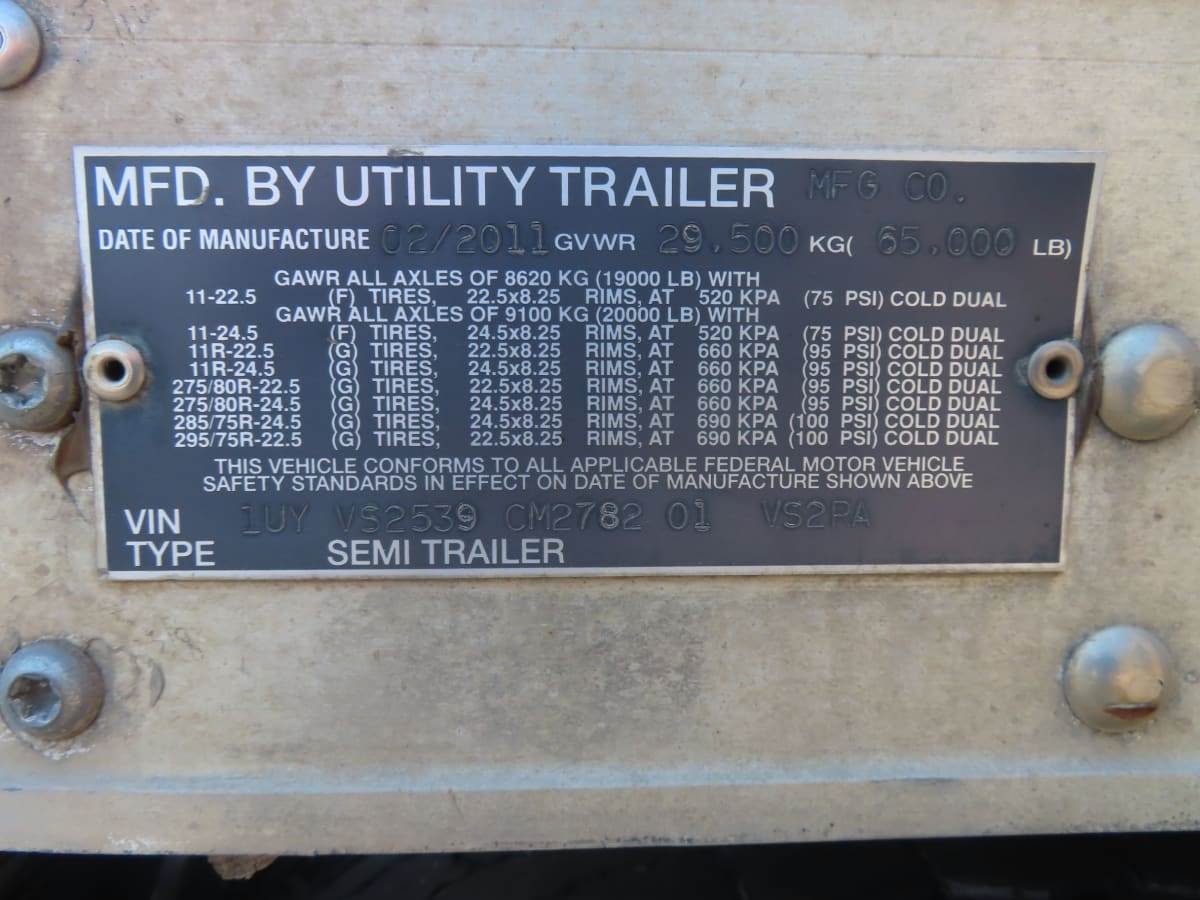 MFD. BY UTILITY TRAILER MFG CO.
DATE OF MANUFACTURE 02/2011 GVWR 29.500 KG( 65.000 LB)
GAWR ALL AXLES OF 8620 KG (19000 LB) WITH
11-22.5 (F) TIRES, 22.5x8.25 RIMS, AT 520 KPA (75 PSI) COLD DUAL
GAWR ALL AXLES OF 9100 KG (20000 LB) WITH
11-24.5 (F) TIRES, 24.5x8.25 RIMS, AT 520 KPA (75 PSI) COLD DUAL
11R-22.5 (G) TIRES, 22.5x8.25 RIMS, AT 660 KPA (95 PSI) COLD DUAL
11R-24.5 (G) TIRES, 24.5x8.25 RIMS, AT 660 KPA (95 PSI) COLD DUAL
275/80R-22.5 (G) TIRES, 22.5x8.25 RIMS, AT 660 KPA (95 PSI) COLD DUAL
275/80R-24.5 (G) TIRES, 24.5x8.25 RIMS, AT 660 KPA (95 PSI) COLD DUAL
285/75R-24.5 (G) TIRES, 24.5x8.25 RIMS, AT 690 KPA (100 PSI) COLD DUAL
295/75R-22.5 (G) TIRES, 22.5x8.25 RIMS, AT 690 KPA (100 PSI) COLD DUAL
THIS VEHICLE CONFORMS TO ALL APPLICABLE FEDERAL MOTOR VEHICLE
SAFETY STANDARDS IN EFFECT ON DATE OF MANUFACTURE SHOWN ABOVE
VIN 1UY VS2539 CM2782 01 VS2RA
TYPE SEMI TRAILER